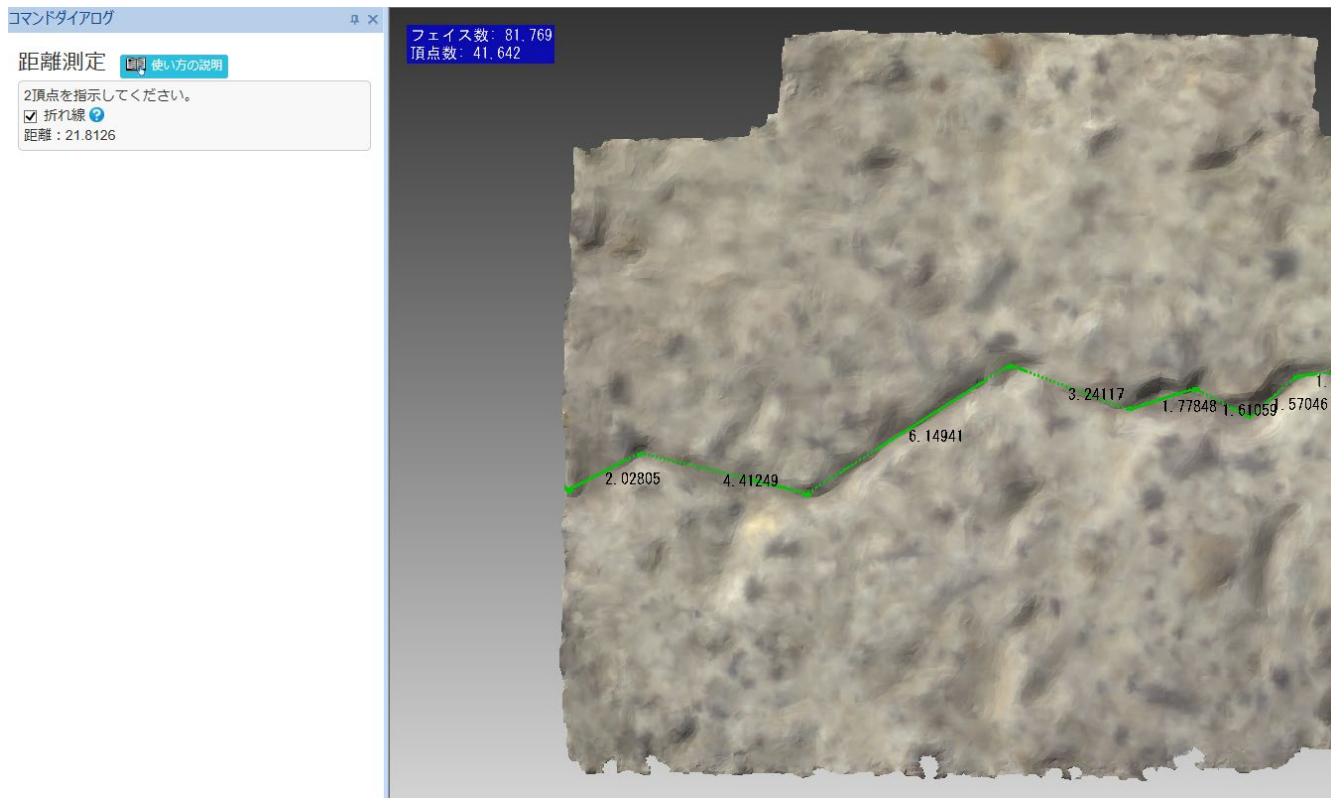 コマンドダイアログ
距離測定 使い方の説明
2頂点を指示してください。
折れ線
距離：21.8126
フェイス数: 81,769
頂点数: 41,642
2.02805
4.41249
6.14941
3.24117
1.77848
1.61059
1.57046
1.